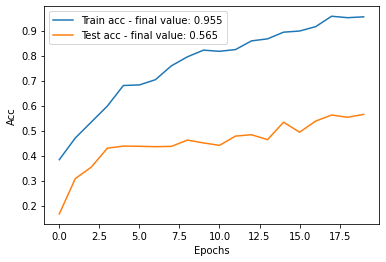 Train acc - final value: 0.955
Test acc - final value: 0.565
0.9
0.8
0.7
0.6
0.5
0.4
0.3
0.2
Acc
0.0 2.5 5.0 7.5 10.0 12.5 15.0 17.5
Epochs